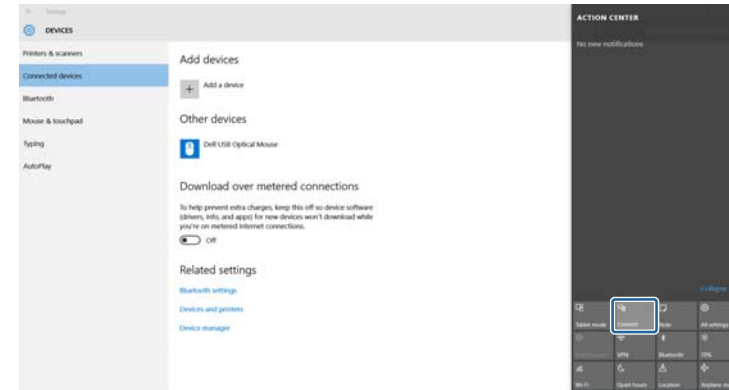 Settings
DEVICES
Printers & scanners
Connected devices
Bluetooth
Mouse & touchpad
Typing
AutoPlay
Add devices
Add a device
Other devices
Dell USB Optical Mouse
Download over metered connections
To help prevent extra charges, keep this off so device software
(drivers, info, and apps) for new devices won't download while
you're on metered Internet connections.
Off
Related settings
Bluetooth settings
Devices and printers
Device manager
ACTION CENTER
No new notifications
Collapse
Tablet mode Connect Note All settings
VPN Bluetooth 70%
Wi-Fi Quiet hours Location Airplane m